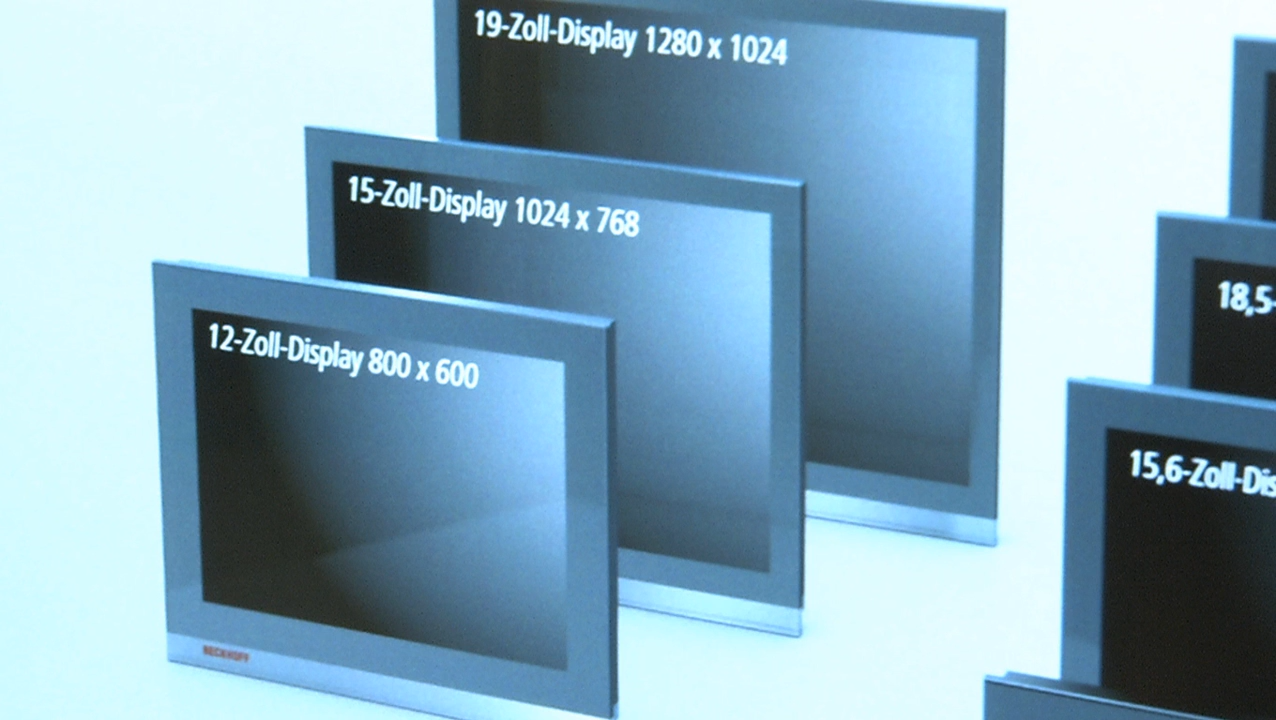 19-Zoll-Display 1280 x 1024
15-Zoll-Display 1024 x 768
12-Zoll-Display 800 x 600
BECKHOFF
18,5-
15,6-Zoll-Dis